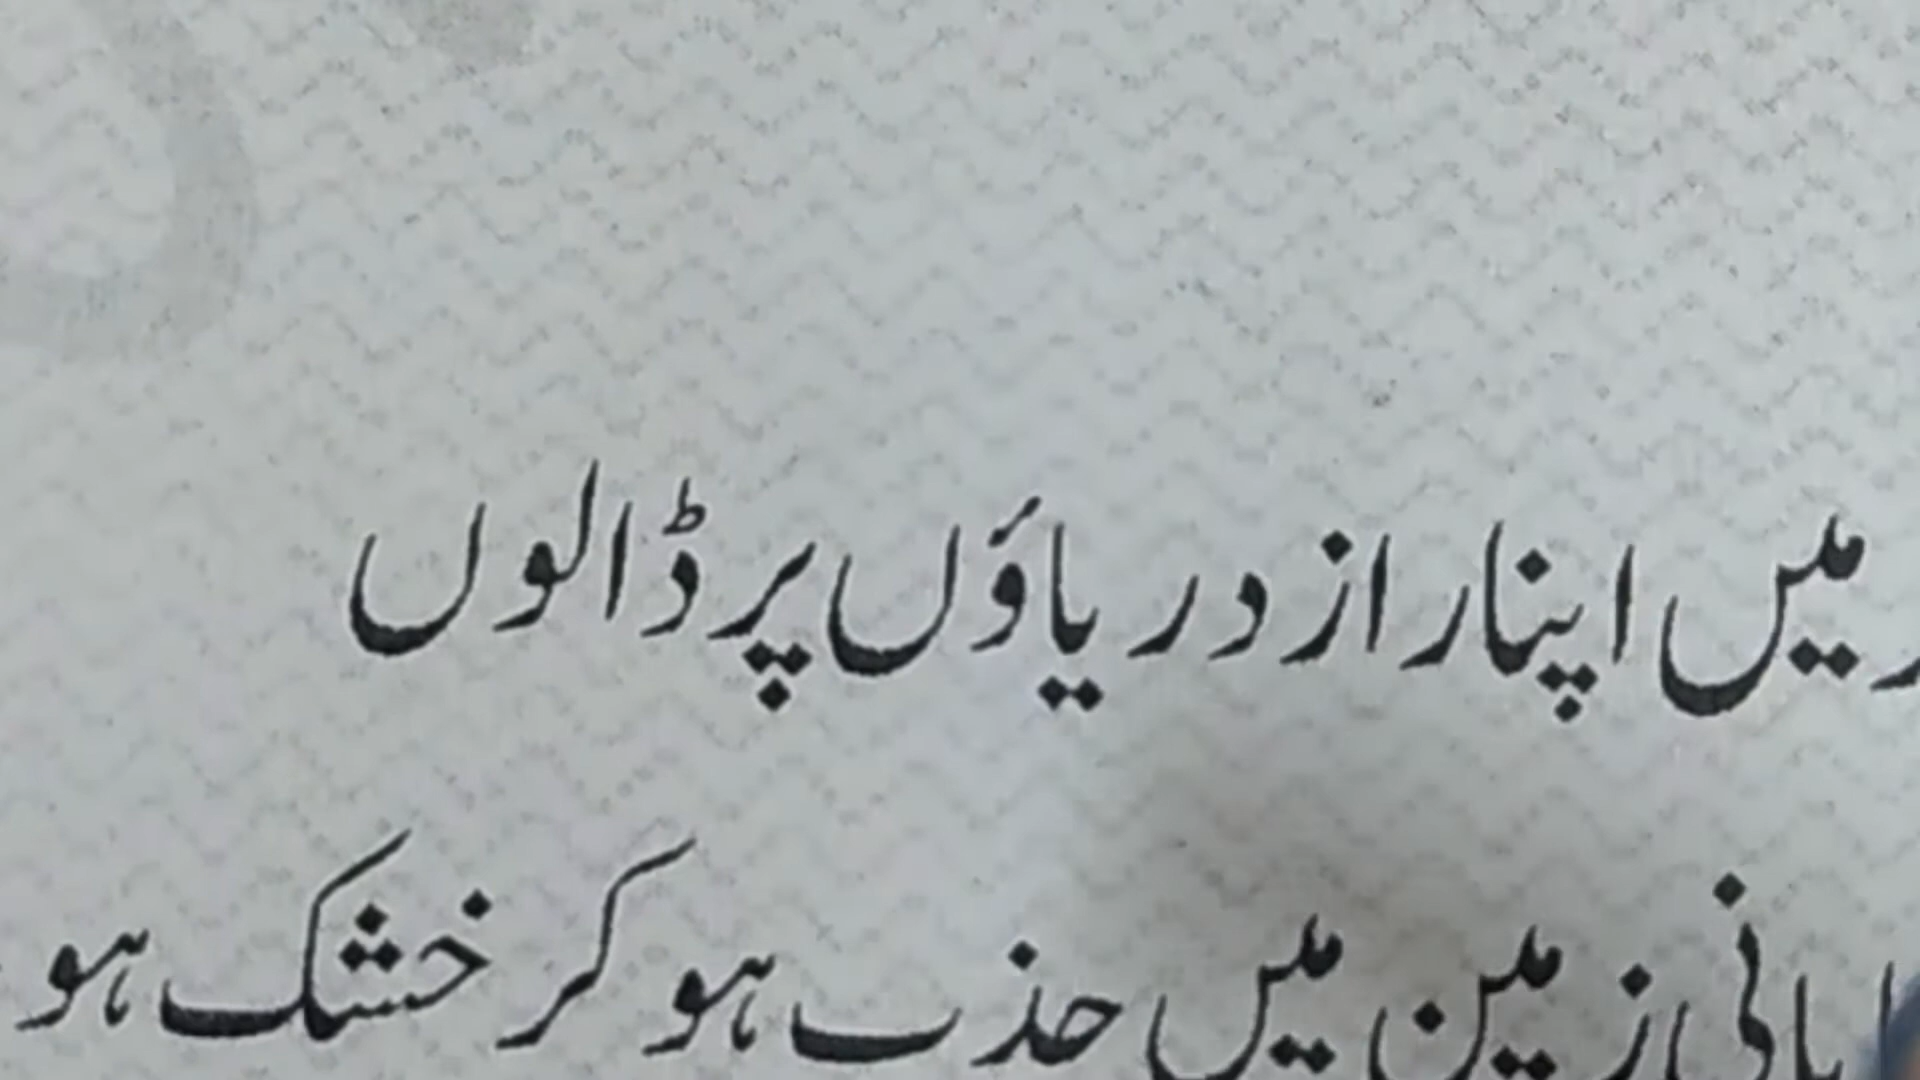 میں اپنا راز دریاؤں پر ڈالوں
پانی زمین میں جذب ہو کر خشک ہو